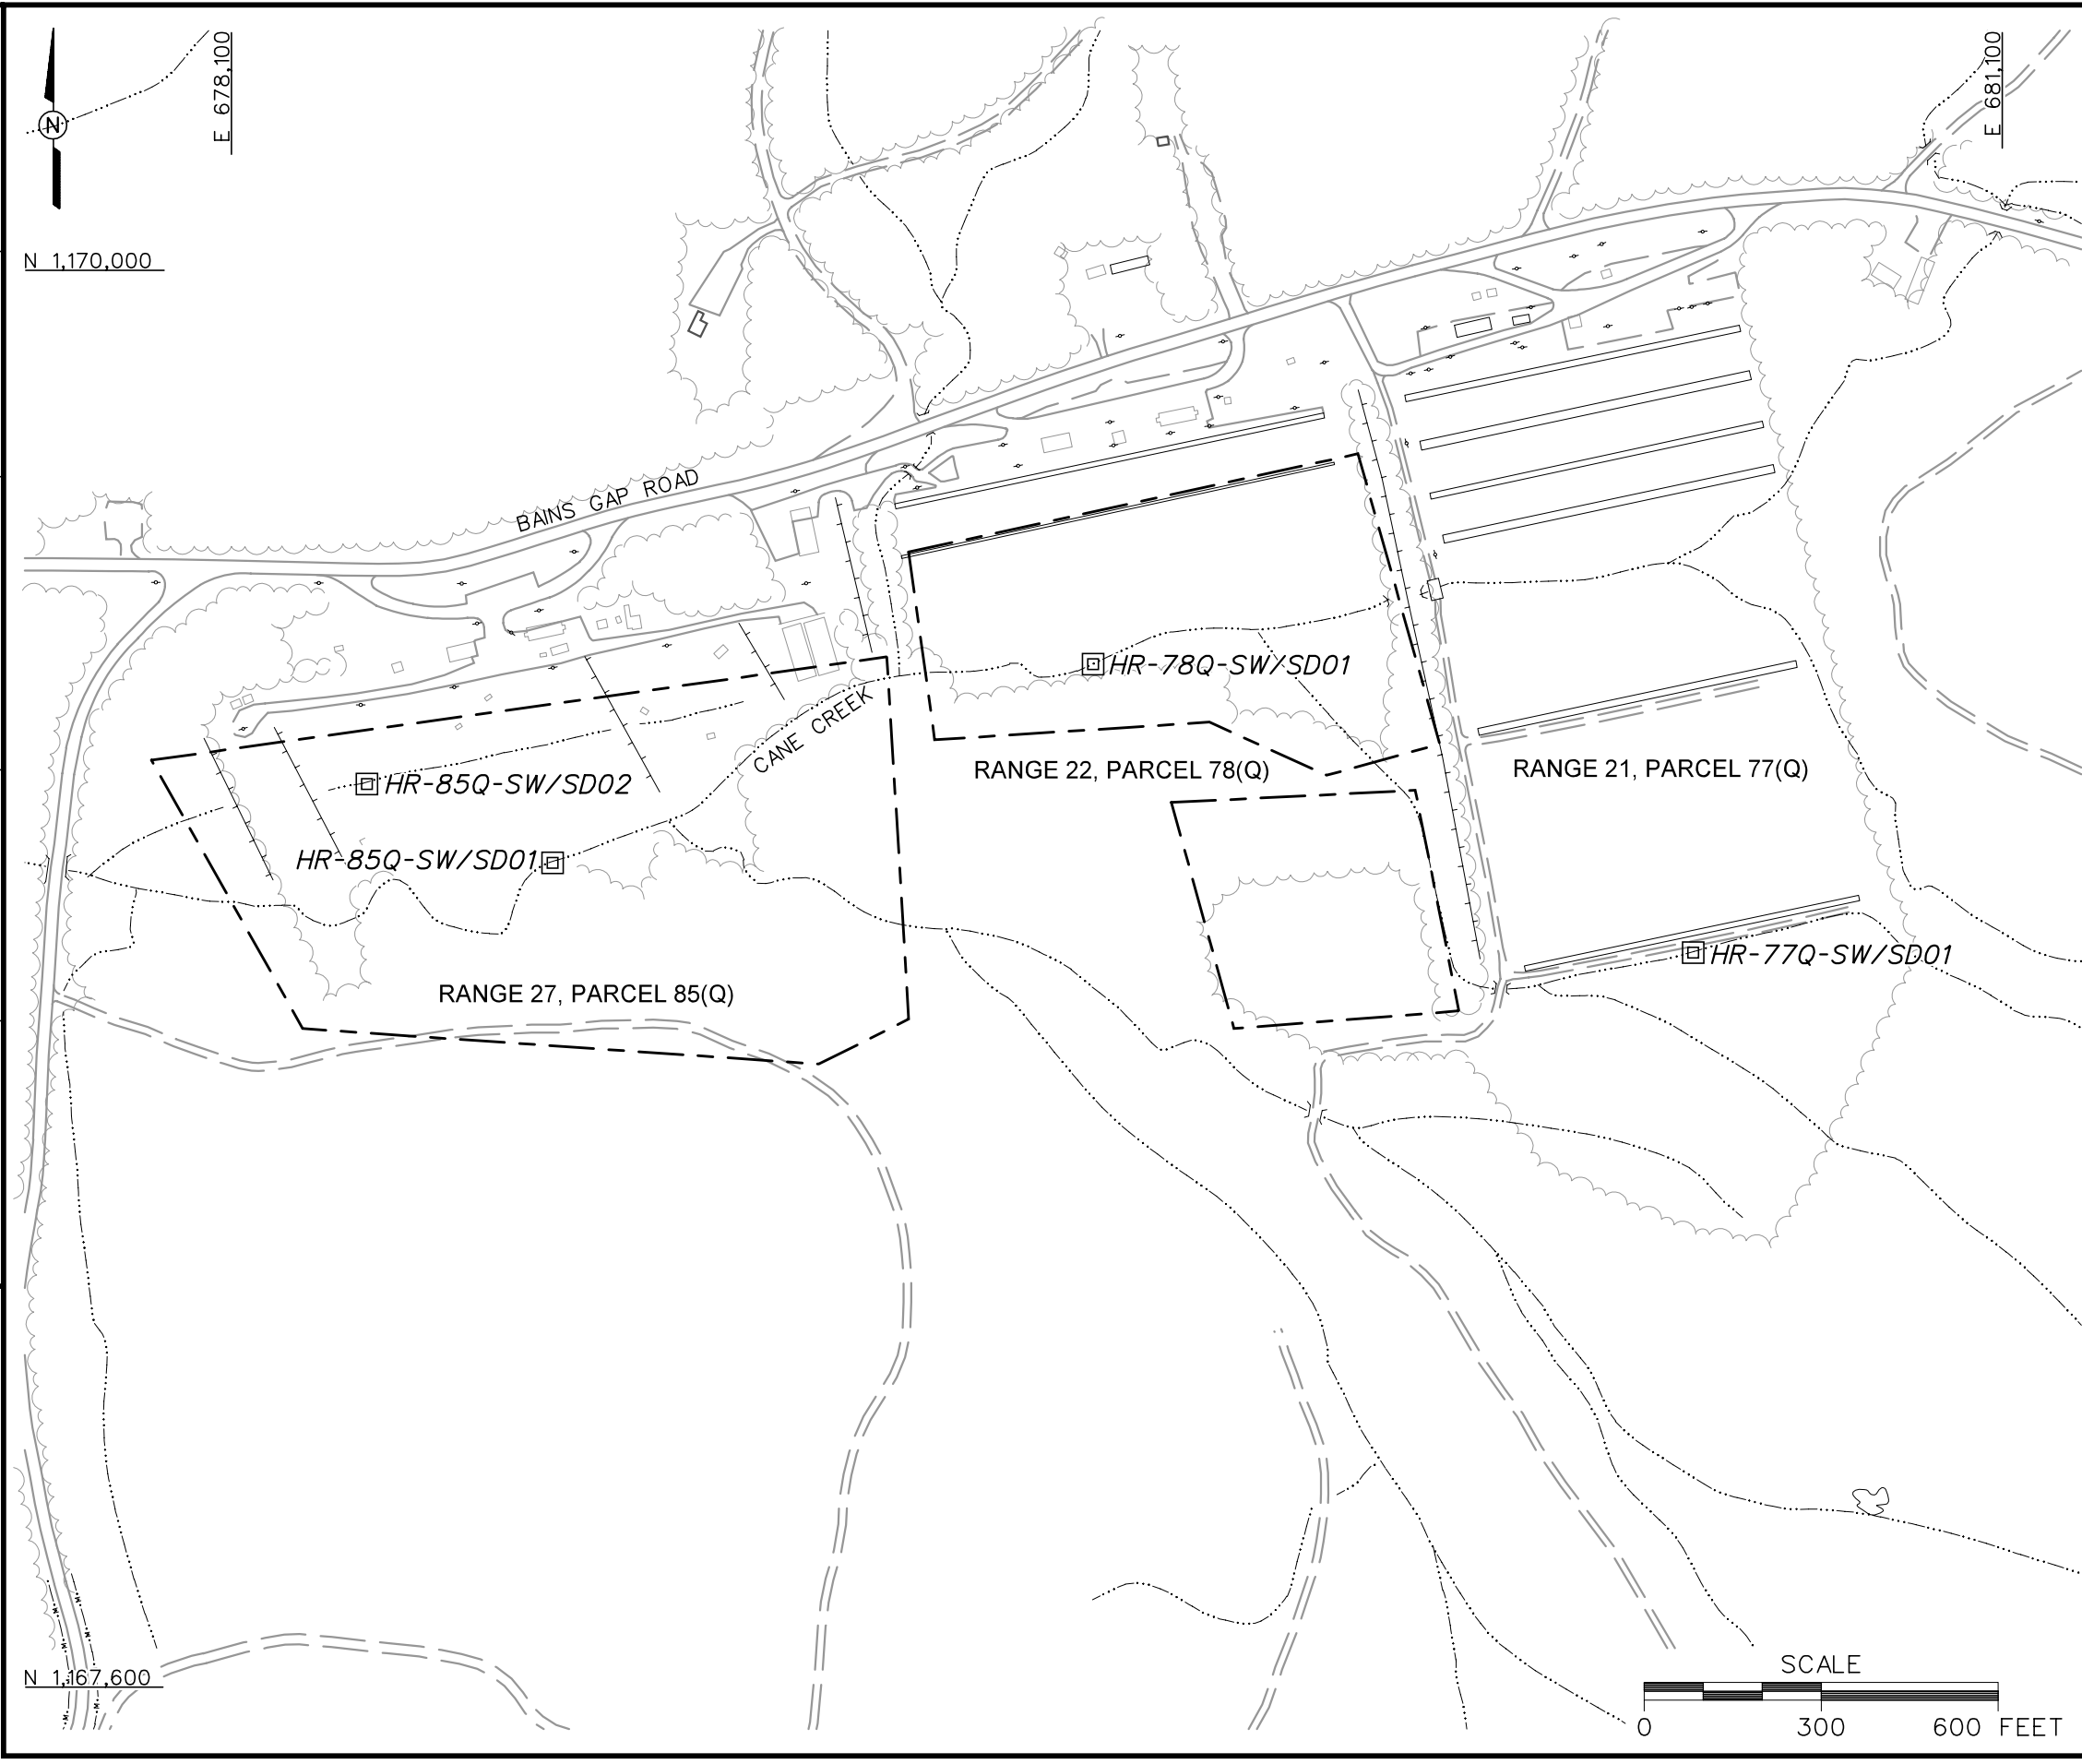 E 678,100
E 681,100
N
N 1,170,000
BAINS GAP ROAD
HR-78Q-SW/SD01
CANE CREEK
RANGE 22, PARCEL 78(Q)
RANGE 21, PARCEL 77(Q)
HR-85Q-SW/SD02
HR-85Q-SW/SD01
HR-77Q-SW/SD01
RANGE 27, PARCEL 85(Q)
SCALE
N 1,167,600
0 300 600 FEET